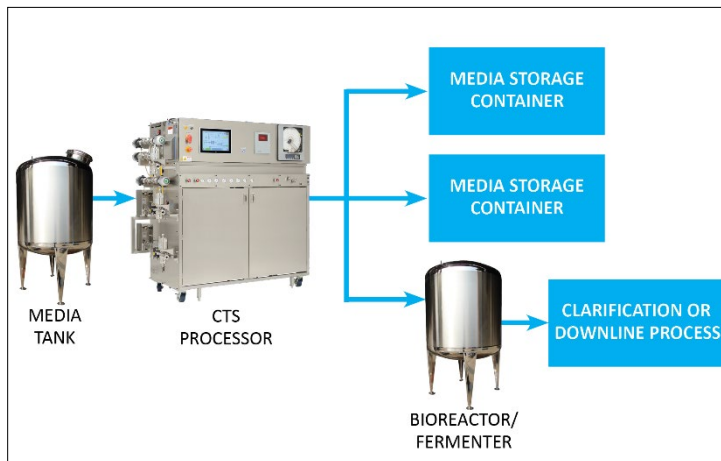 MEDIA STORAGE
CONTAINER
MEDIA STORAGE
CONTAINER
MEDIA
TANK
CTS
PROCESSOR
CLARIFICATION OR
DOWNLINE PROCESS
BIOREACTOR/
FERMENTER